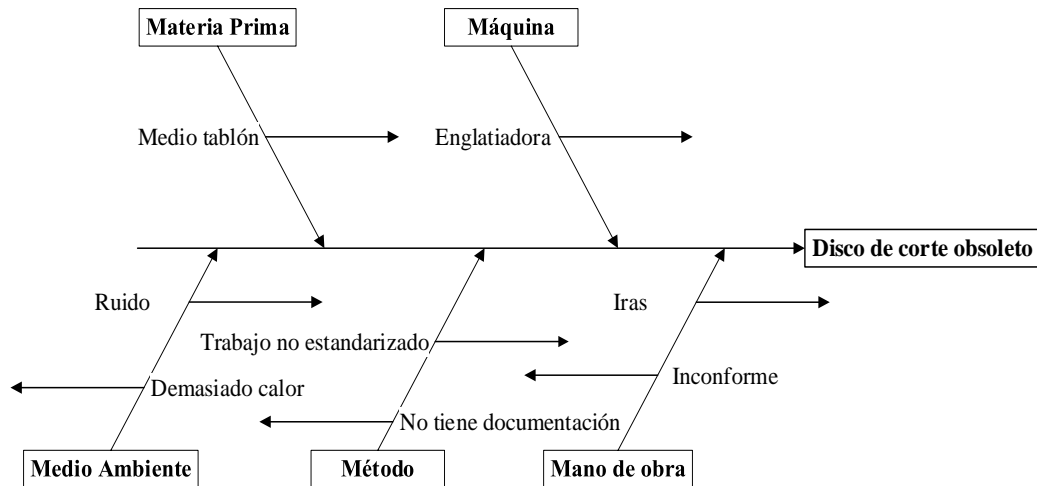 Materia Prima
Máquina
Medio tablón
Englatiadora
Disco de corte obsoleto
Ruido
Iras
Trabajo no estandarizado
Demasiado calor
Inconforme
No tiene documentación
Medio Ambiente
Método
Mano de obra